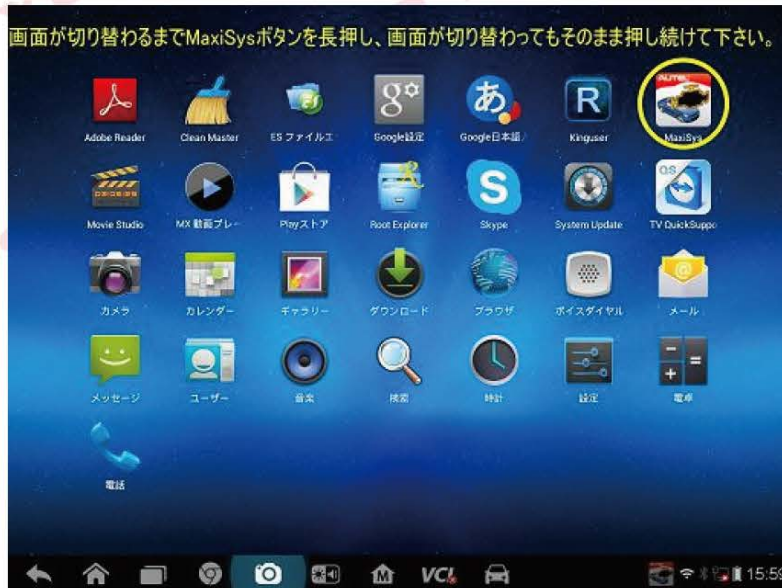 画面が切り替わるまでMaxiSysボタンを長押し、画面が切り替わってもそのまま押し続けて下さい。
Adobe Reader
Clean Master
ES ファイルエ
Google設定
Google日本語
Kinguser
AUTEL
MaxiSys
Movie Studio
MX 動画プレー
Playストア
Root Explorer
Skype
System Update
QS
TV QuickSuppo
カメラ
カレンダー
ギャラリー
ダウンロード
ブラウザ
ボイスダイヤル
メール
メッセージ
ユーザー
音楽
検索
時計
設定
電卓
電話
VCI
15:5